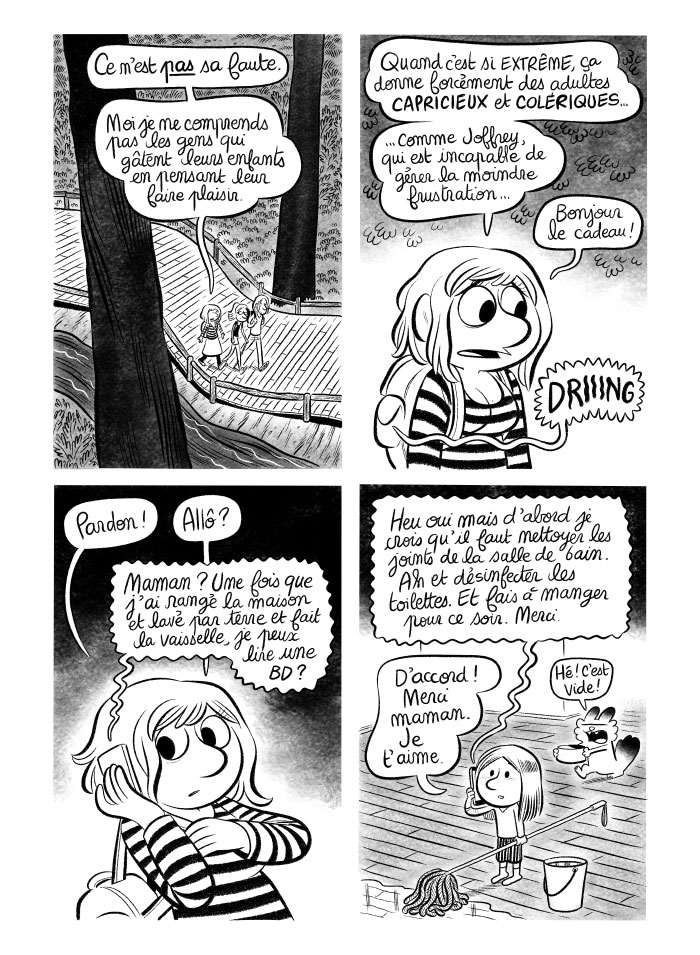 Ce n'est pas sa faute.
Moi je ne comprends
pas les gens qui
gâtent leurs enfants
en pensant leur
faire plaisir.
Quand c'est si EXTRÊME, ça
donne forcément des adultes
CAPRICIEUX et COLÉRIQUES...
...comme Joffrey,
qui est incapable de
gérer la moindre
frustration...
Bonjour
le cadeau!
DRIIIING
Pardon!
Allô?
Maman? Une fois que
j'ai rangé la maison
et lavé par terre et fait
la vaisselle, je peux
lire une
BD?
Heu oui mais d'abord je
crois qu'il faut nettoyer les
joints de la salle de bain.
Ah et désinfecter les
toilettes. Et fais à manger
pour ce soir. Merci.
D'accord!
Merci
maman.
Je
t'aime.
Hé! C'est
vide!